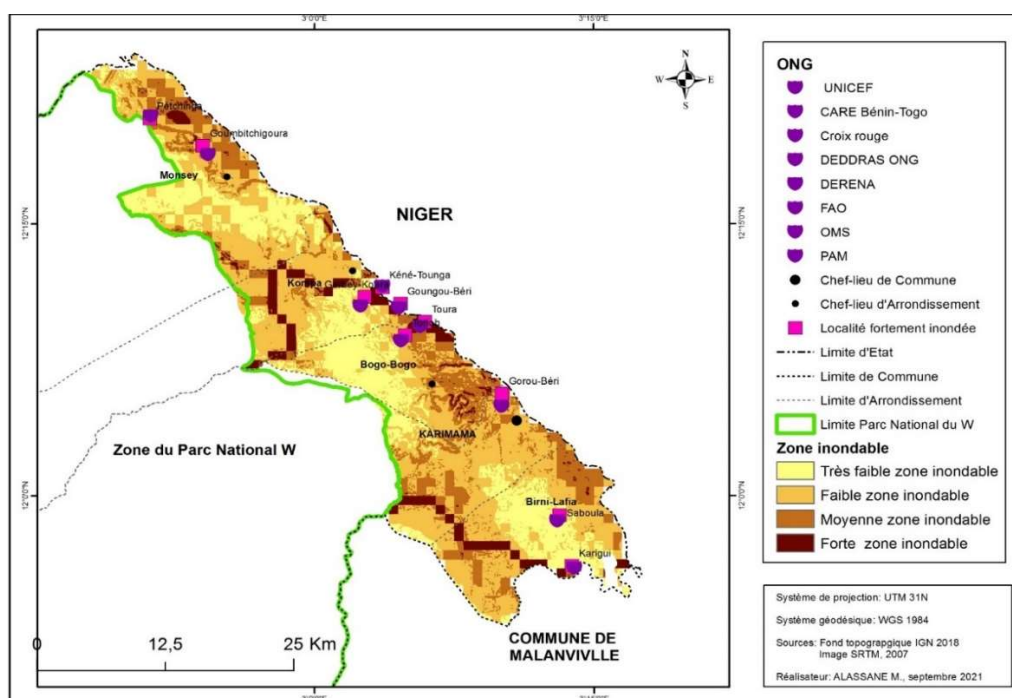 3°0'0"E
3°15'0"E
N
W
E
S
Petchinga
Goumbitchigoura
Monsey
NIGER
12°15'0"N
12°15'0"N
Kompa
Kéné-Tounga
Goungou-Béri
Toura
Bogo-Bogo
Gorou-Béri
KARIMAMA
Zone du Parc National W
12°0'0"N
12°0'0"N
Birni-Lafia
Saboula
Karigui
COMMUNE DE
MALANVIVLLE
0
12,5
25 Km
ONG
UNICEF
CARE Bénin-Togo
Croix rouge
DEDDRAS ONG
DERENA
FAO
OMS
PAM
Chef-lieu de Commune
Chef-lieu d'Arrondissement
Localité fortement inondée
Limite d'Etat
Limite de Commune
Limite d'Arrondissement
Limite Parc National du W
Zone inondable
Très faible zone inondable
Faible zone inondable
Moyenne zone inondable
Forte zone inondable
Système de projection: UTM 31N
Système géodésique: WGS 1984
Sources: Fond topograpgique IGN 2018
Image SRTM, 2007
Réalisateur: ALASSANE M., septembre 2021